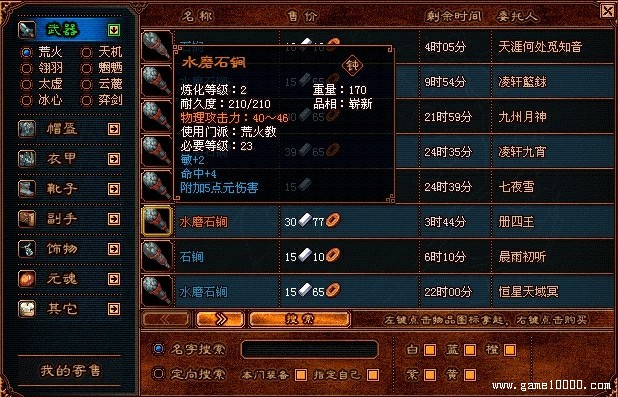 武器
荒火 天机
翎羽 魍魉
太虚 云麓
冰心 弈剑
帽盔
衣甲
靴子
副手
饰物
元魂
其它
我的寄售
名称 售价 剩余时间 委托人
4时05分 天涯何处觅知音
9时54分 凌轩藍銶
21时59分 九州月神
24时35分 凌轩九宵
24时39分 七夜雪
水磨石锏 30 77 3时44分 册四王
石锏 15 10 6时10分 晨雨初听
水磨石锏 15 65 22时00分 恒星天域冥
水磨石锏 钝
炼化等级：2 重量：170
耐久度：210/210 品相：崭新
物理攻击力：40～46
使用门派：荒火教
必要等级：23
敏+2
命中+4
附加5点元伤害
搜索 左键点击物品图标拿起，右键点击购买
名字搜索 白 蓝 橙
定向搜索 本门装备 指定自己 紫 黄
www.game10000.com